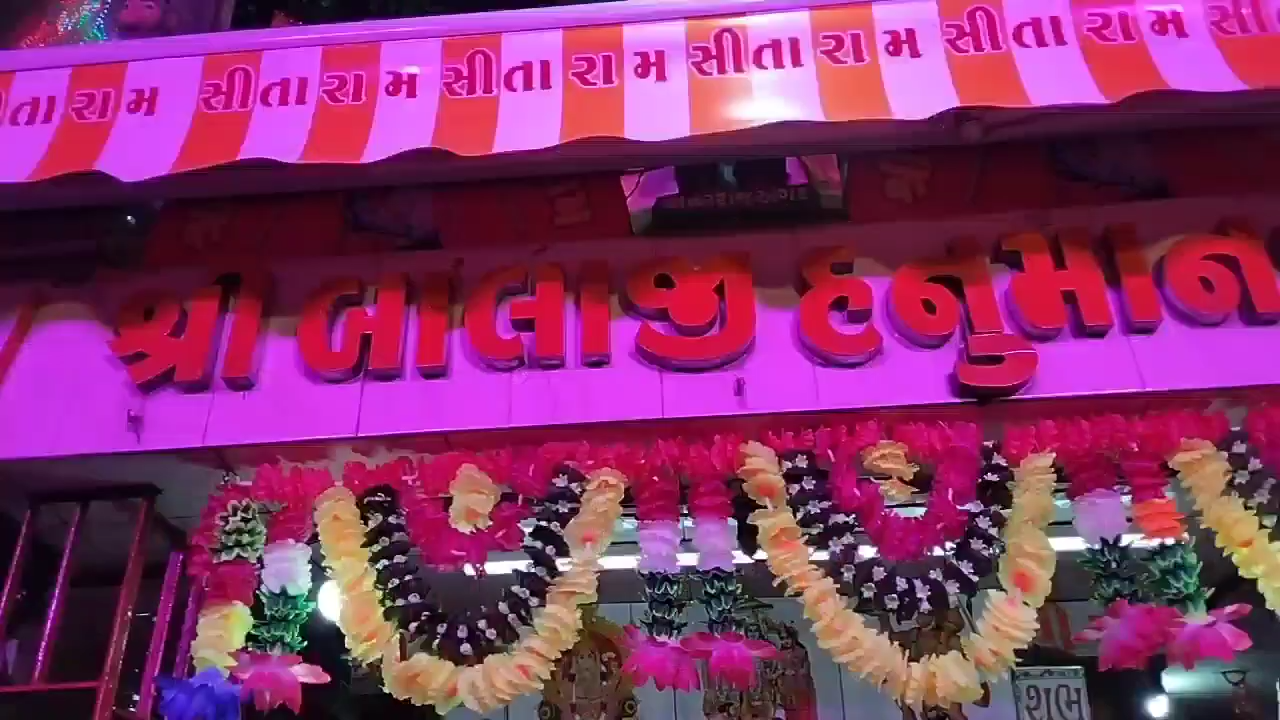 સીતા રામ સીતા રામ સીતા રામ સીતા રામ સી
શ્રી બાલાજી હનુમાન